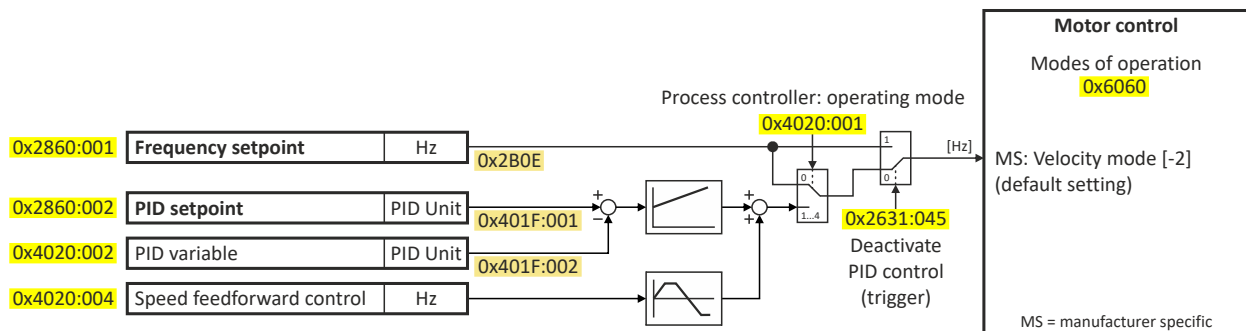 Motor control
Modes of operation
0x6060
Process controller: operating mode
0x4020:001
0x2860:001 Frequency setpoint Hz
0x2B0E
1
0
[Hz]
MS: Velocity mode [-2]
(default setting)
0
1...4
0x2860:002 PID setpoint PID Unit
0x401F:001
+
−
+
+
0x2631:045
Deactivate
PID control
(trigger)
0x4020:002 PID variable PID Unit
0x401F:002
0x4020:004 Speed feedforward control Hz
MS = manufacturer specific